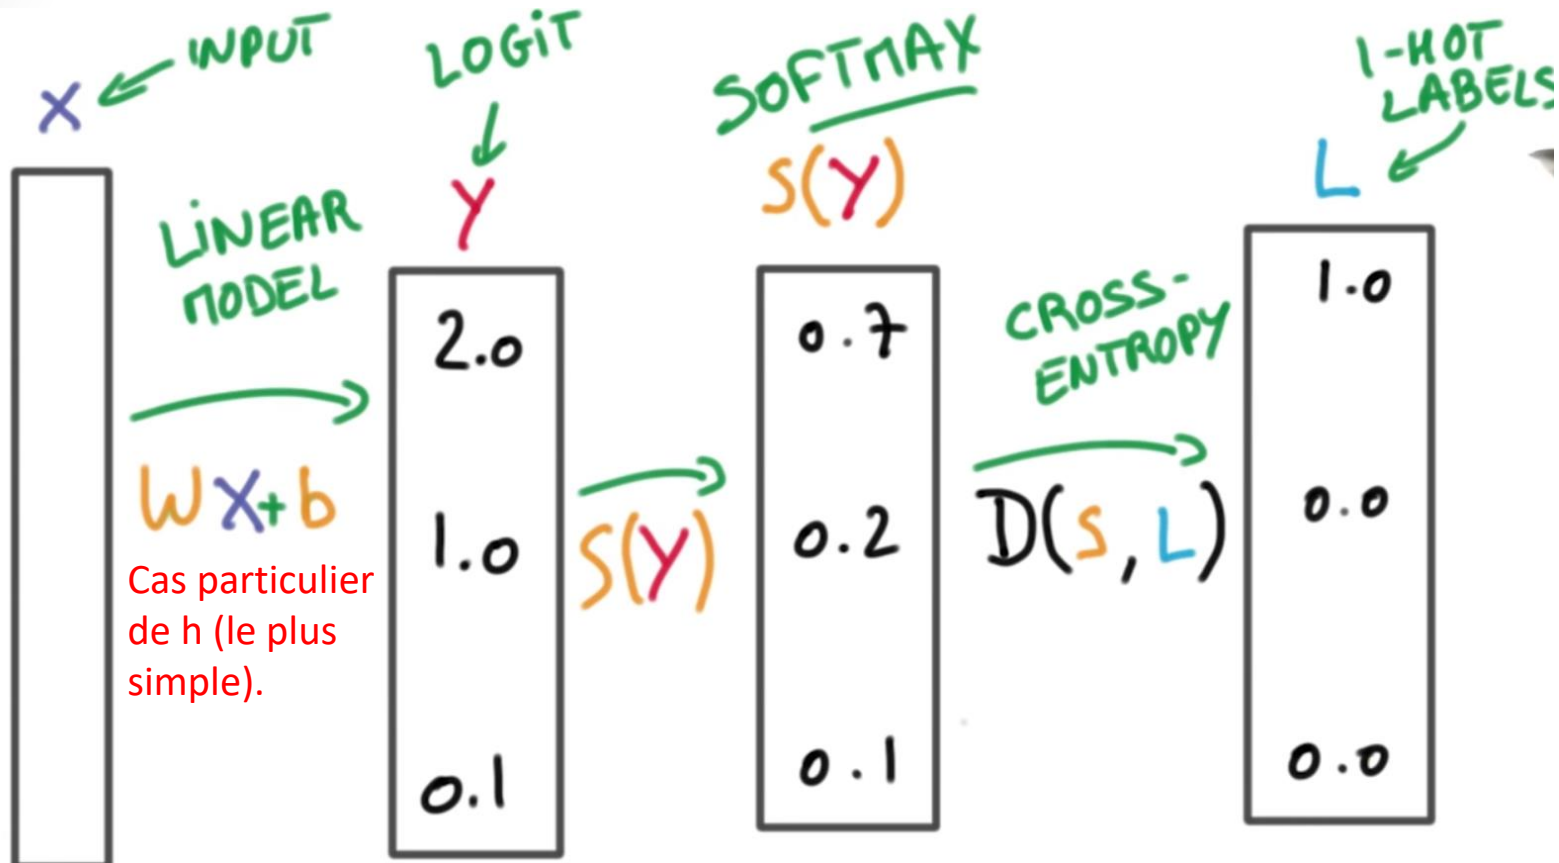 X
INPUT
LINEAR
MODEL
WX+b
Cas particulier
de h (le plus
simple).
LOGIT
Y
2.0
1.0
0.1
S(Y)
SOFTMAX
S(Y)
0.7
0.2
0.1
CROSS-
ENTROPY
D(S, L)
1-HOT
LABELS
L
1.0
0.0
0.0